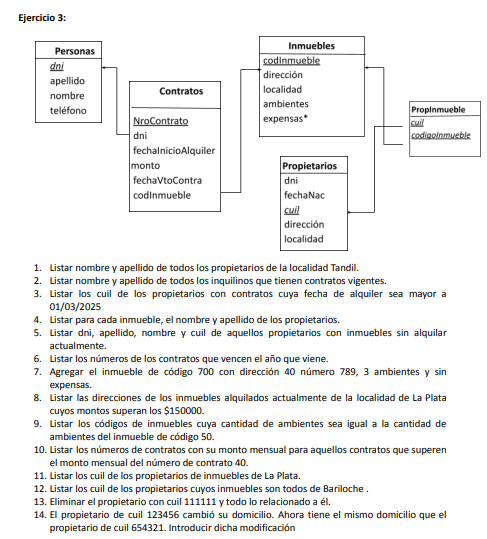 Ejercicio 3:
Personas
dni
apellido
nombre
teléfono
Contratos
NroContrato
dni
fechaInicioAlquiler
monto
fechaVtoContra
codInmueble
Inmuebles
codInmueble
dirección
localidad
ambientes
expensas*
Propietarios
dni
fechaNac
cuil
dirección
localidad
PropInmueble
cuil
codigoInmueble
1. Listar nombre y apellido de todos los propietarios de la localidad Tandil.
2. Listar nombre y apellido de todos los inquilinos que tienen contratos vigentes.
3. Listar los cuil de los propietarios con contratos cuya fecha de alquiler sea mayor a
01/03/2025
4. Listar para cada inmueble, el nombre y apellido de los propietarios.
5. Listar dni, apellido, nombre y cuil de aquellos propietarios con inmuebles sin alquilar
actualmente.
6. Listar los números de los contratos que vencen el año que viene.
7. Agregar el inmueble de código 700 con dirección 40 número 789, 3 ambientes y sin
expensas.
8. Listar las direcciones de los inmuebles alquilados actualmente de la localidad de La Plata
cuyos montos superan los $150000.
9. Listar los códigos de inmuebles cuya cantidad de ambientes sea igual a la cantidad de
ambientes del inmueble de código 50.
10. Listar los números de contratos con su monto mensual para aquellos contratos que superen
el monto mensual del número de contrato 40.
11. Listar los cuil de los propietarios de inmuebles de La Plata.
12. Listar los cuil de los propietarios cuyos inmuebles son todos de Bariloche .
13. Eliminar el propietario con cuil 111111 y todo lo relacionado a él.
14. El propietario de cuil 123456 cambió su domicilio. Ahora tiene el mismo domicilio que el
propietario de cuil 654321. Introducir dicha modificación